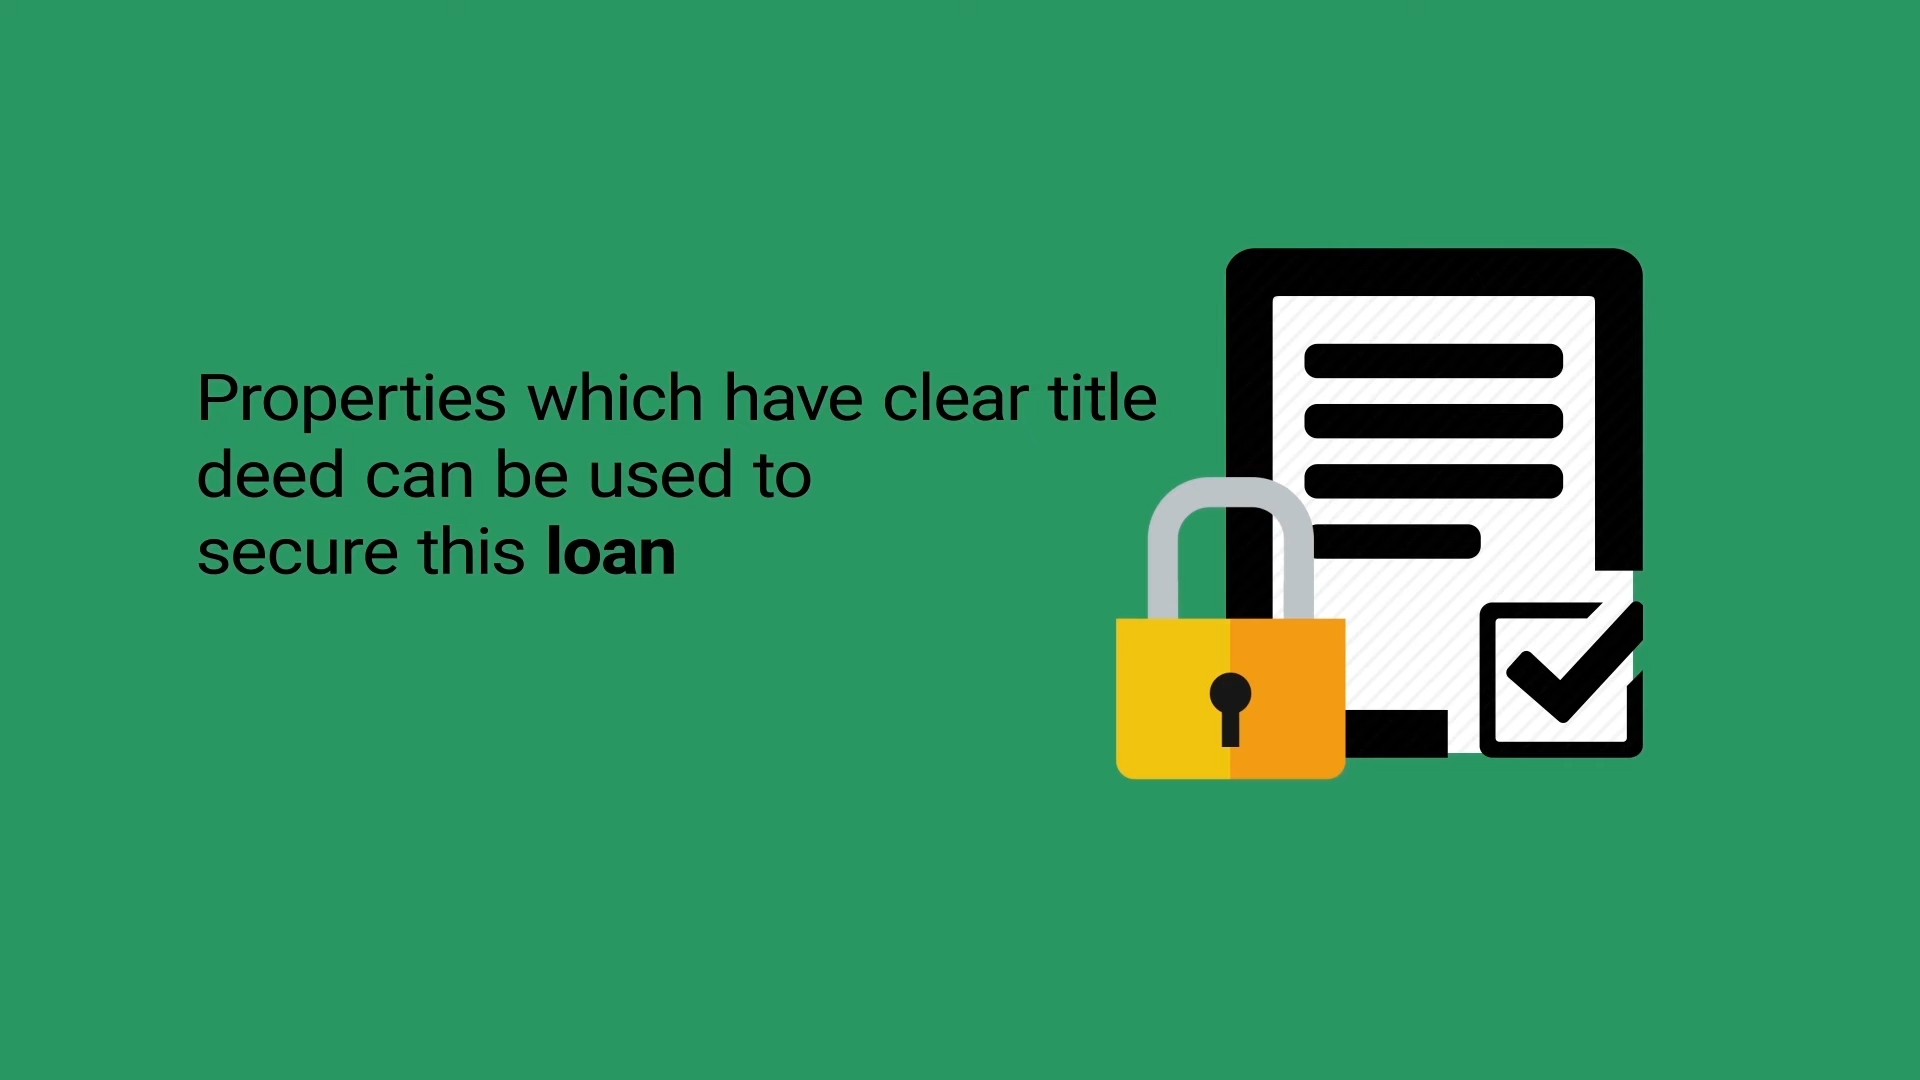 Properties which have clear title
deed can be used to
secure this loan